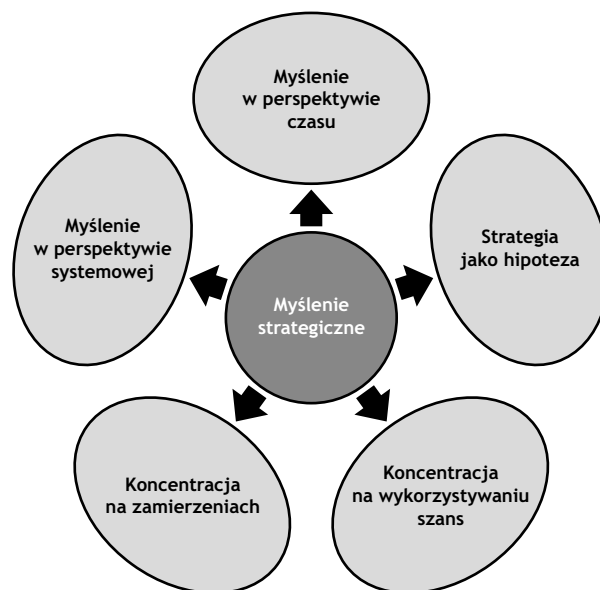 Myślenie
w perspektywie
czasu
Myślenie
w perspektywie
systemowej
Strategia
jako hipoteza
Myślenie
strategiczne
Koncentracja
na zamierzeniach
Koncentracja
na wykorzystywaniu
szans